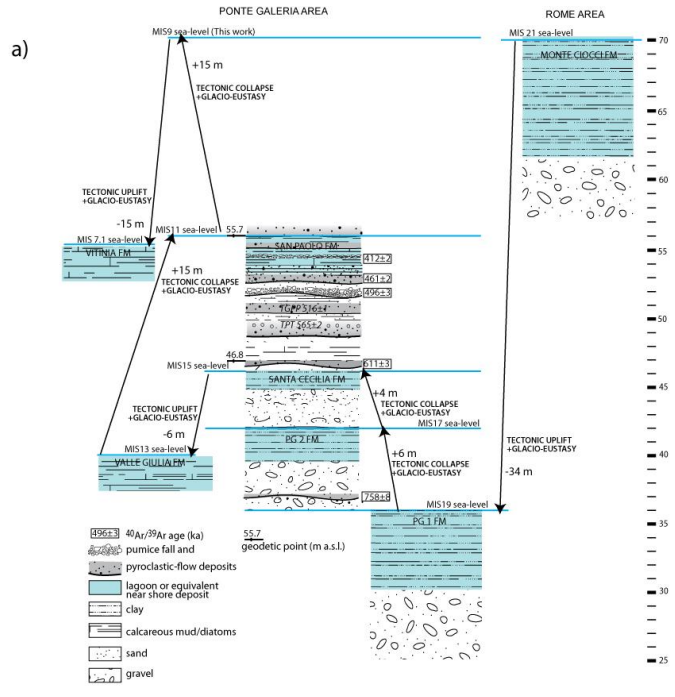 PONTE GALERIA AREA
ROME AREA
a)
MIS9 sea-level (This work)
MIS 21 sea-level
70
MONTE CIOCCI FM
+15 m
TECTONIC COLLAPSE
+GLACIO-EUSTASY
65
60
TECTONIC UPLIFT
+GLACIO-EUSTASY
-15 m
MIS11 sea-level
55.7
MIS 7.1 sea-level
VITINIA FM
SAN PAOLO FM
412±2
55
+15 m
TECTONIC COLLAPSE
+GLACIO-EUSTASY
461±2
496±3
TGPP 516±1
50
TPT 565±2
46.8
MIS15 sea-level
611±3
SANTA CECILIA FM
45
TECTONIC UPLIFT
+GLACIO-EUSTASY
-6 m
+4 m
TECTONIC COLLAPSE
+GLACIO-EUSTASY
MIS17 sea-level
PG 2 FM
MIS13 sea-level
VALLE GIULIA FM
+6 m
TECTONIC COLLAPSE
+GLACIO-EUSTASY
TECTONIC UPLIFT
+GLACIO-EUSTASY
-34 m
40
758±8
MIS19 sea-level
PG 1 FM
35
496±3 40Ar/39Ar age (ka)
pumice fall and
pyroclastic-flow deposits
55.7
geodetic point (m a.s.l.)
lagoon or equivalent
near shore deposit
clay
calcareous mud/diatoms
sand
gravel
30
25